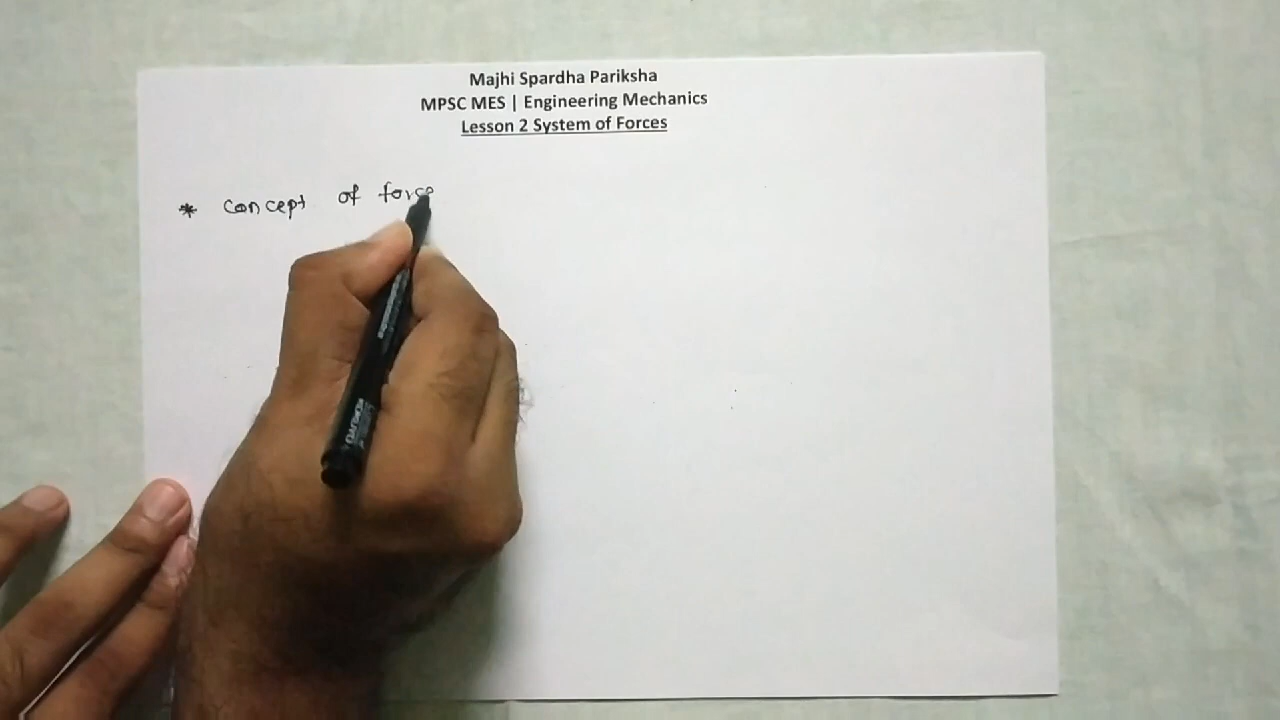 Majhi Spardha Pariksha
MPSC MES | Engineering Mechanics
Lesson 2 System of Forces
* concept of force